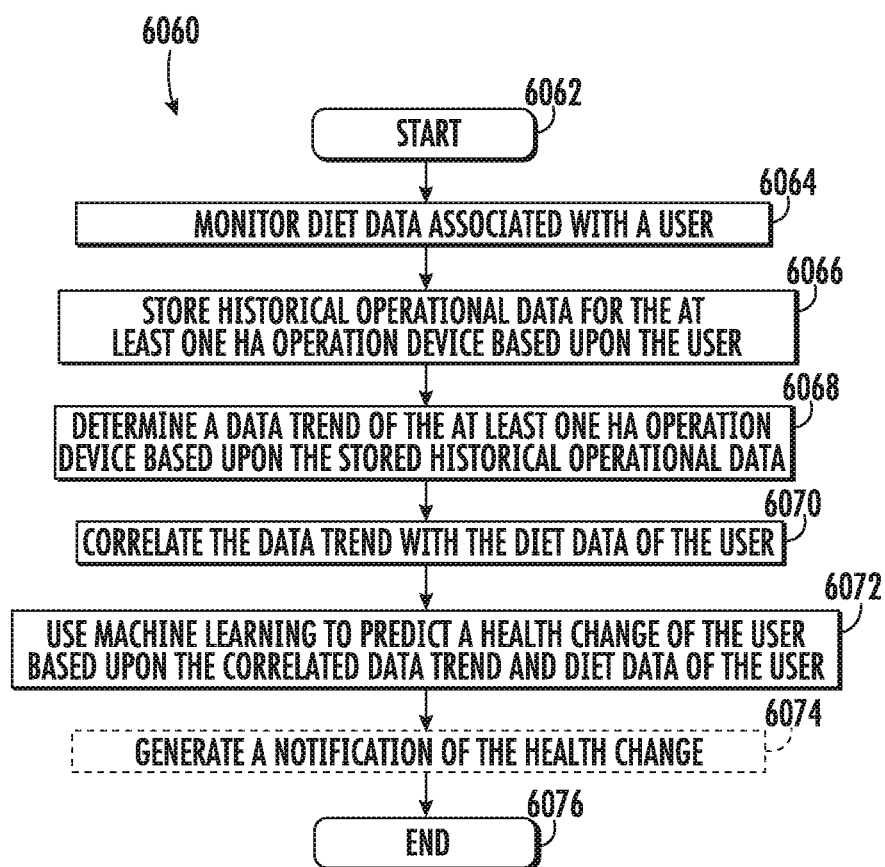 6060
6062
START
6064
MONITOR DIET DATA ASSOCIATED WITH A USER
6066
STORE HISTORICAL OPERATIONAL DATA FOR THE AT
LEAST ONE HA OPERATION DEVICE BASED UPON THE USER
6068
DETERMINE A DATA TREND OF THE AT LEAST ONE HA OPERATION
DEVICE BASED UPON THE STORED HISTORICAL OPERATIONAL DATA
6070
CORRELATE THE DATA TREND WITH THE DIET DATA OF THE USER
6072
USE MACHINE LEARNING TO PREDICT A HEALTH CHANGE OF THE USER
BASED UPON THE CORRELATED DATA TREND AND DIET DATA OF THE USER
6074
GENERATE A NOTIFICATION OF THE HEALTH CHANGE
6076
END